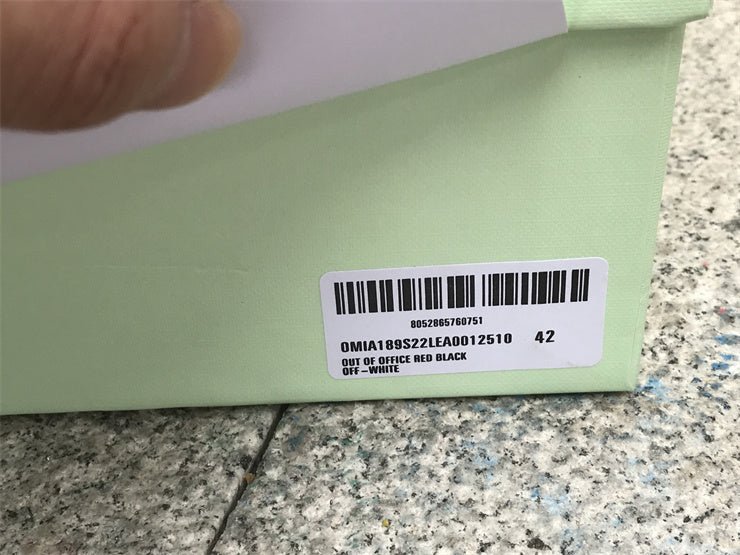 8052865760751
OMIA189S22LEA0012510 42
OUT OF OFFICE RED BLACK
OFF-WHITE